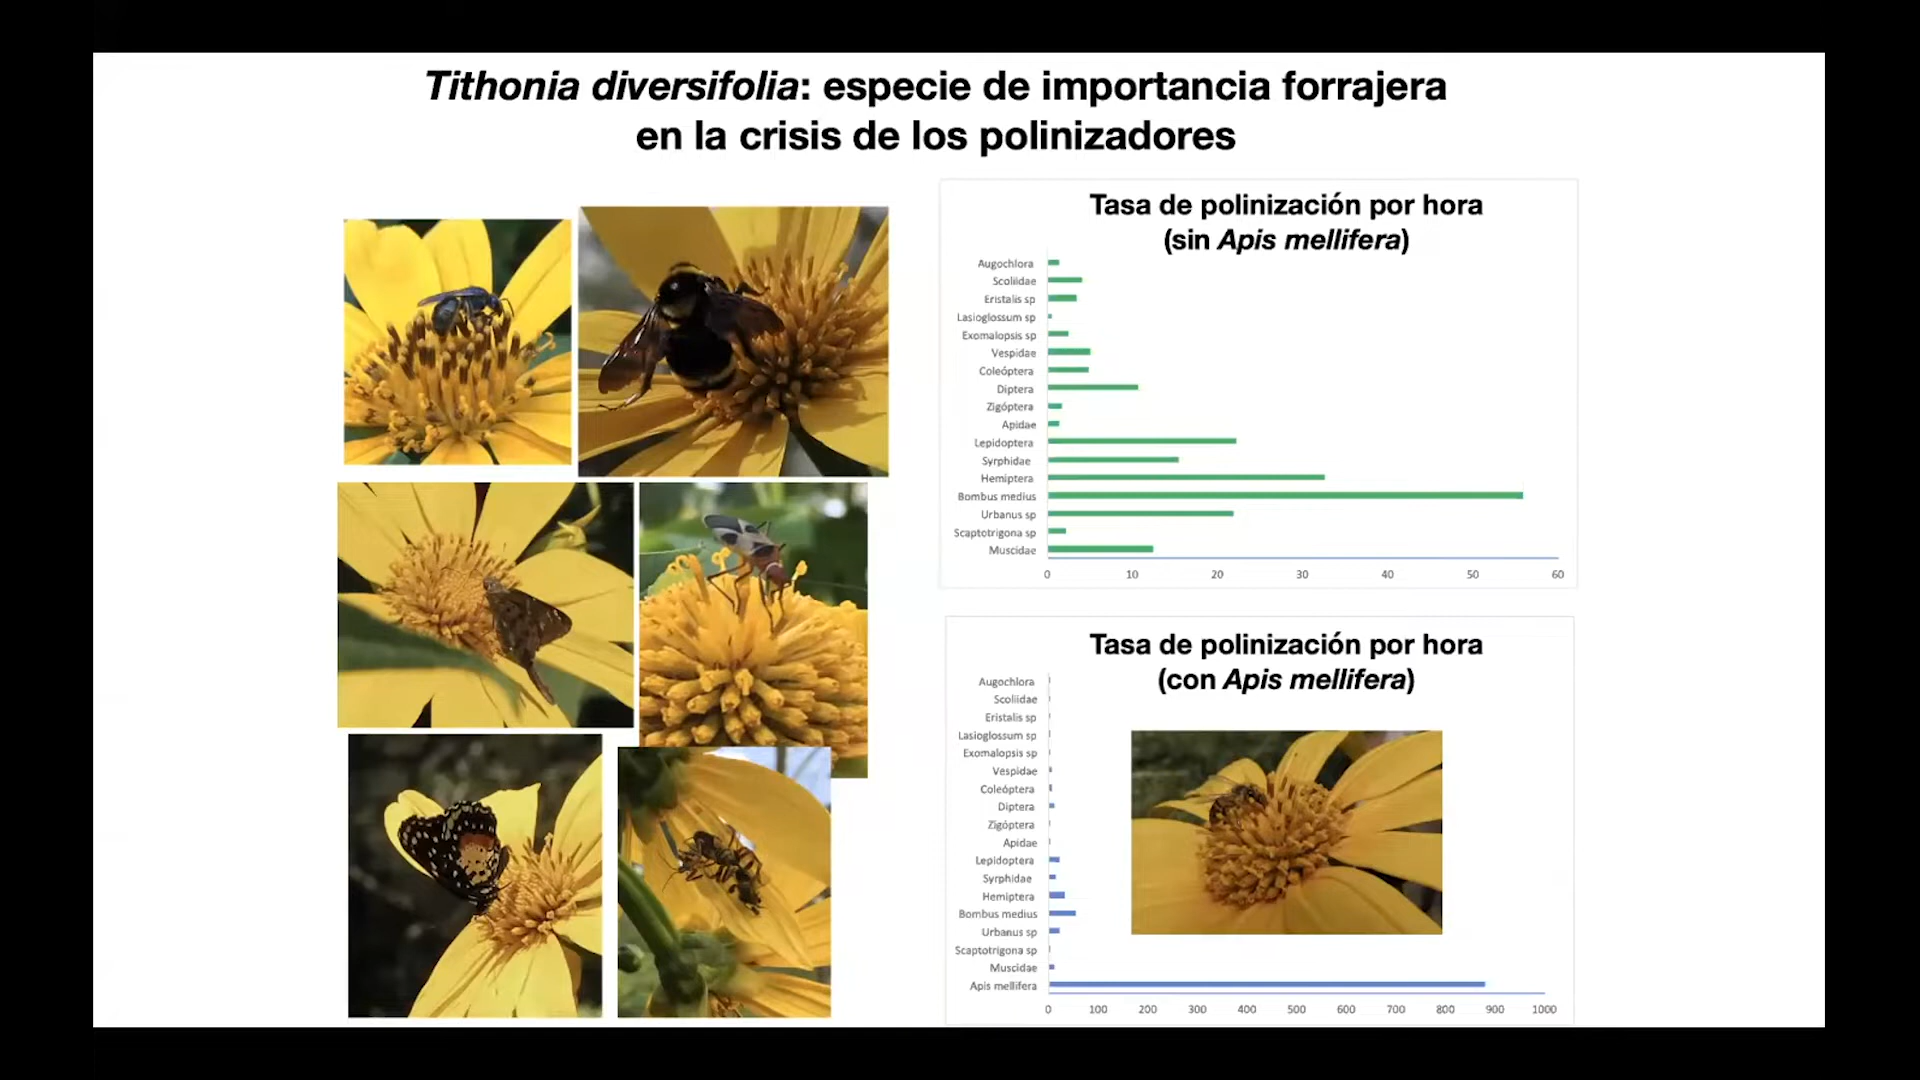 Tithonia diversifolia: especie de importancia forrajera
en la crisis de los polinizadores
Tasa de polinización por hora
(sin Apis mellifera)
Augochlora
Scoliidae
Eristalis sp
Lasioglossum sp
Exomalopsis sp
Vespidae
Coleóptera
Diptera
Zigóptera
Apidae
Lepidoptera
Syrphidae
Hemiptera
Bombus medius
Urbanus sp
Scaptotrigona sp
Muscidae
0 10 20 30 40 50 60
Tasa de polinización por hora
(con Apis mellifera)
Augochlora
Scoliidae
Eristalis sp
Lasioglossum sp
Exomalopsis sp
Vespidae
Coleóptera
Diptera
Zigóptera
Apidae
Lepidoptera
Syrphidae
Hemiptera
Bombus medius
Urbanus sp
Scaptotrigona sp
Muscidae
Apis mellifera
0 100 200 300 400 500 600 700 800 900 1000